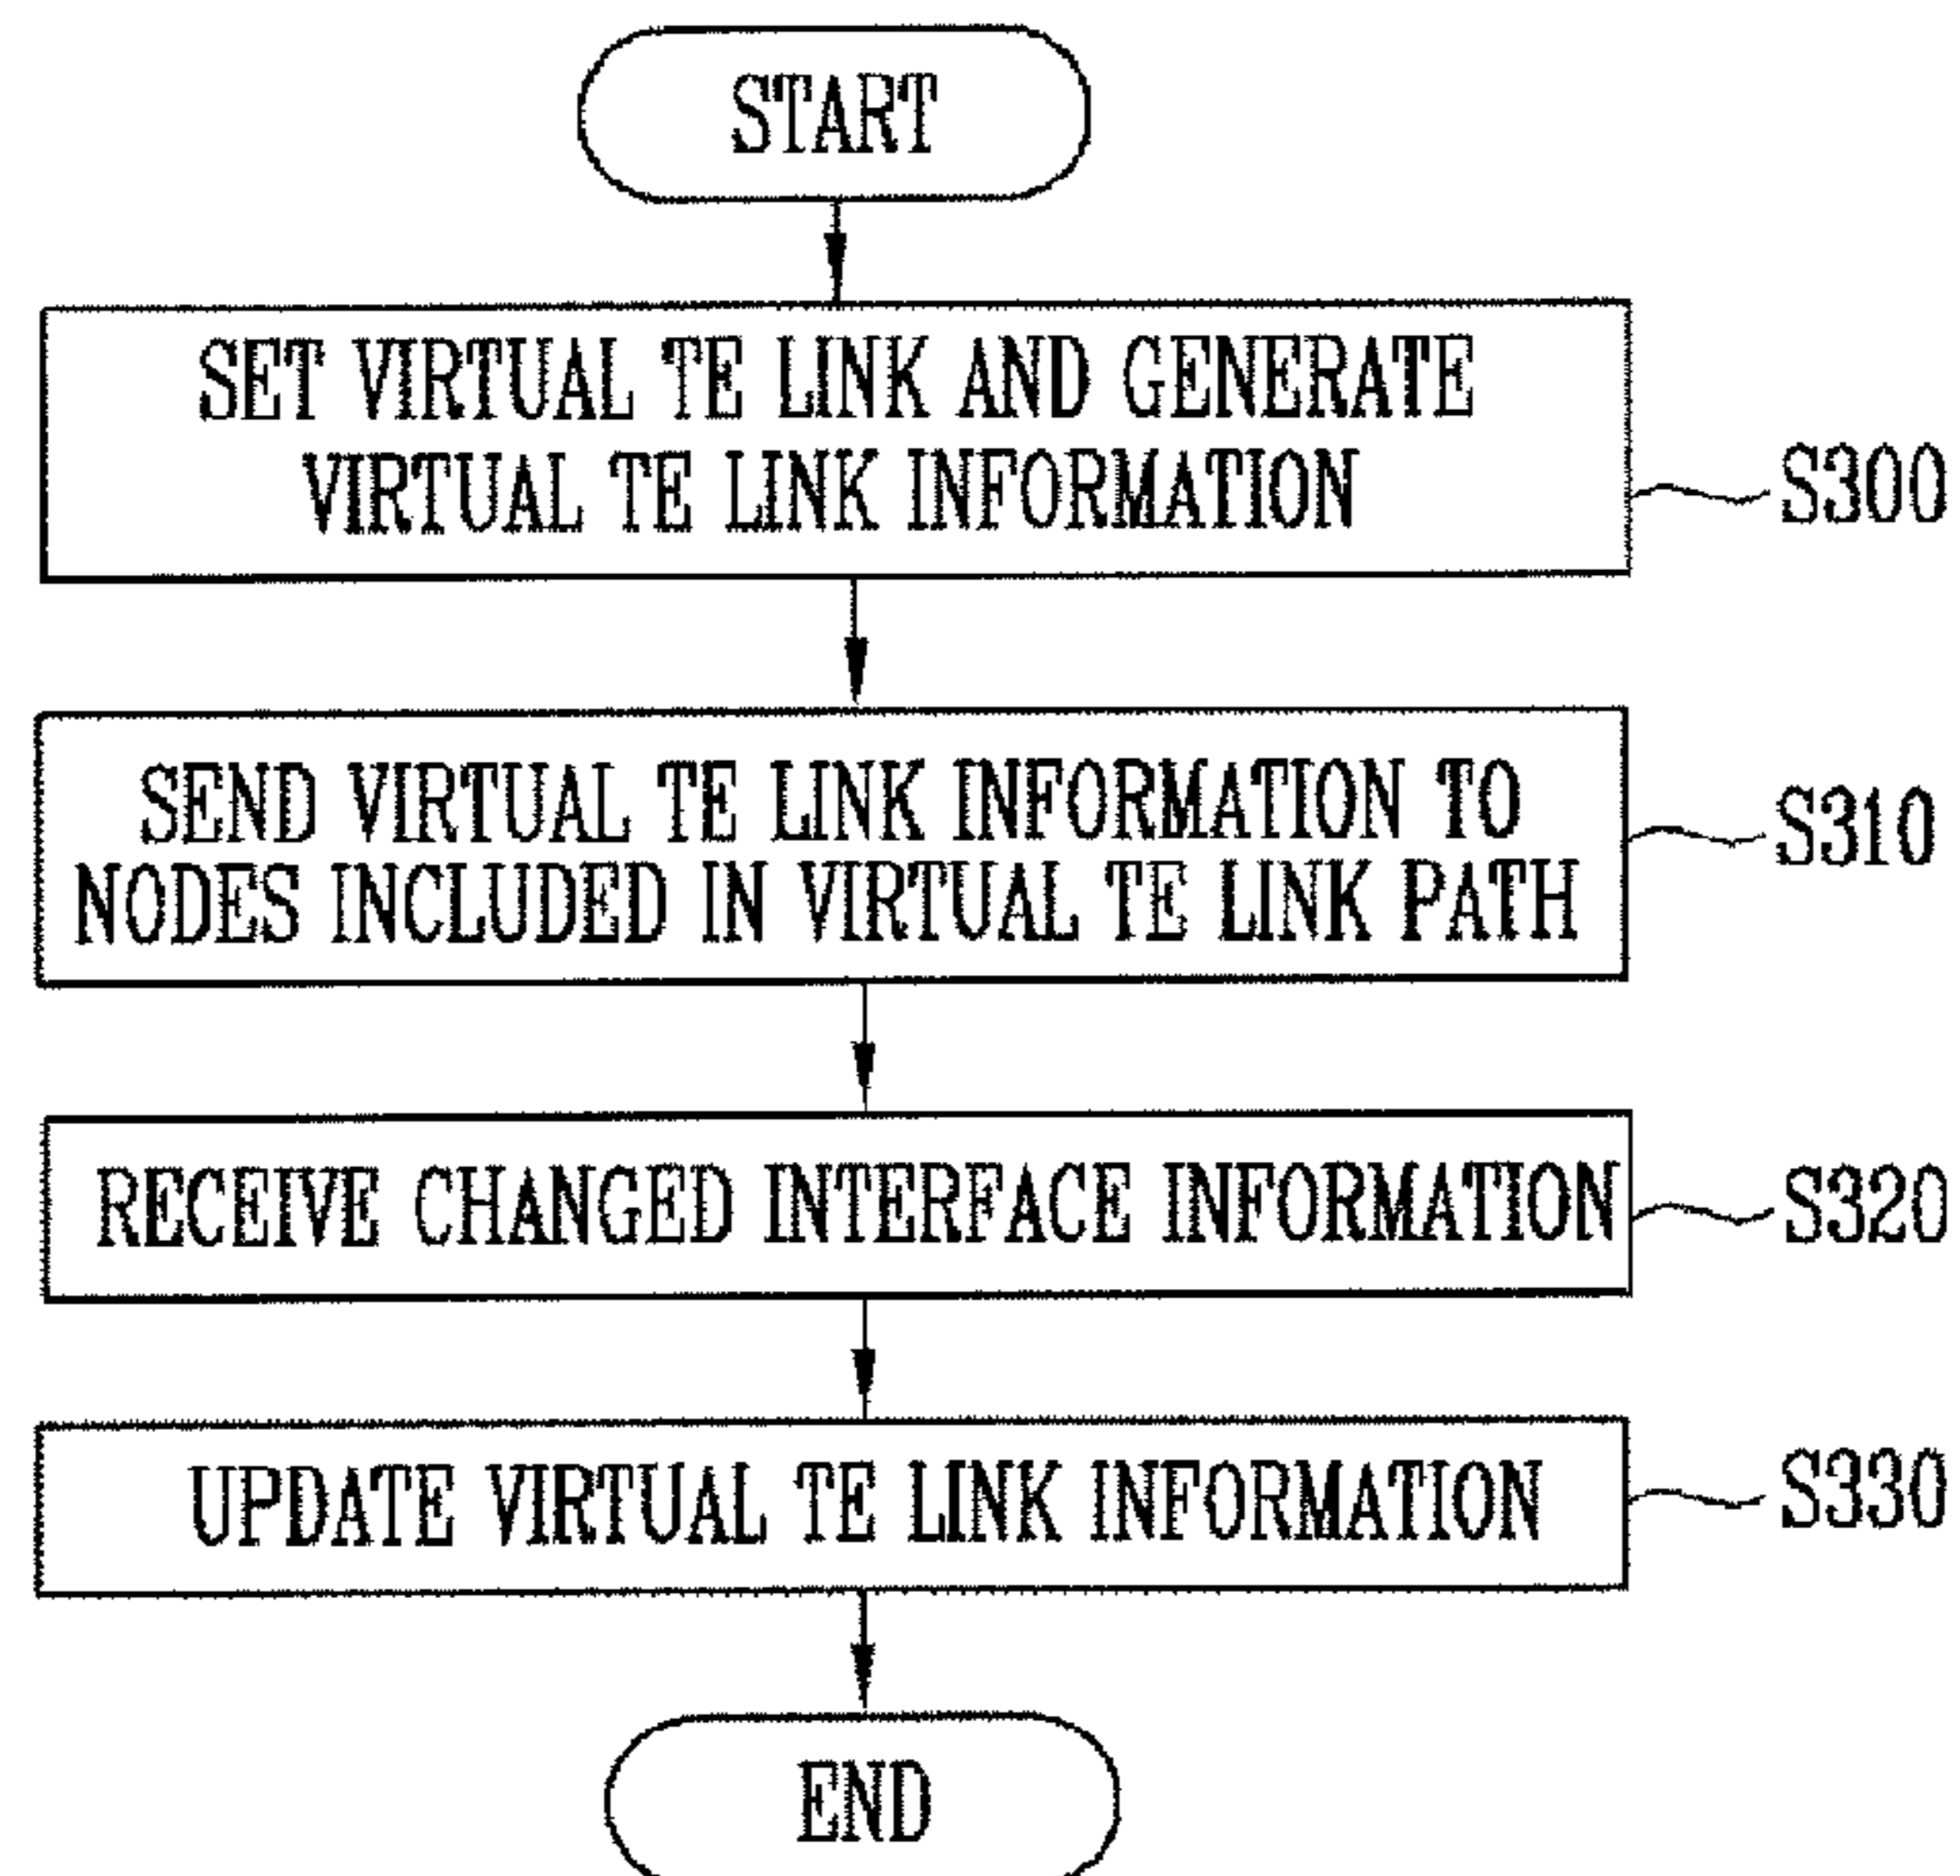 START
SET VIRTUAL TE LINK AND GENERATE
VIRTUAL TE LINK INFORMATION
S300
SEND VIRTUAL TE LINK INFORMATION TO
NODES INCLUDED IN VIRTUAL TE LINK PATH
S310
RECEIVE CHANGED INTERFACE INFORMATION
S320
UPDATE VIRTUAL TE LINK INFORMATION
S330
END